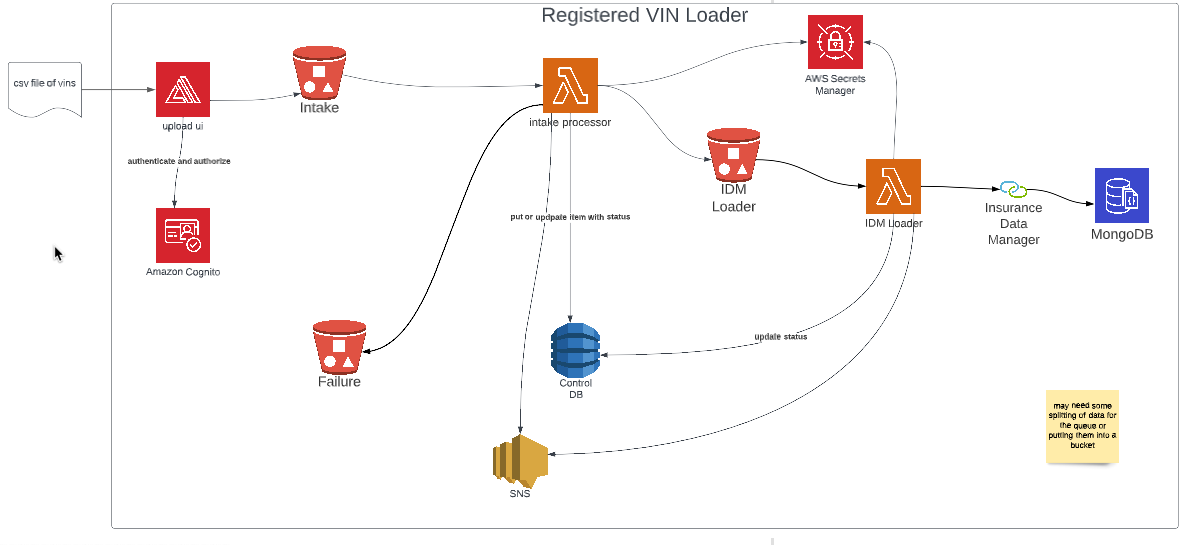 Registered VIN Loader
csv file of vins
upload ui
authenticate and authorize
Amazon Cognito
Intake
intake processor
AWS Secrets
Manager
IDM
Loader
IDM Loader
Insurance
Data
Manager
MongoDB
put or updpate item with status
update status
Failure
Control
DB
SNS
may need some
splitting of data for
the queue or
putting them into a
bucket